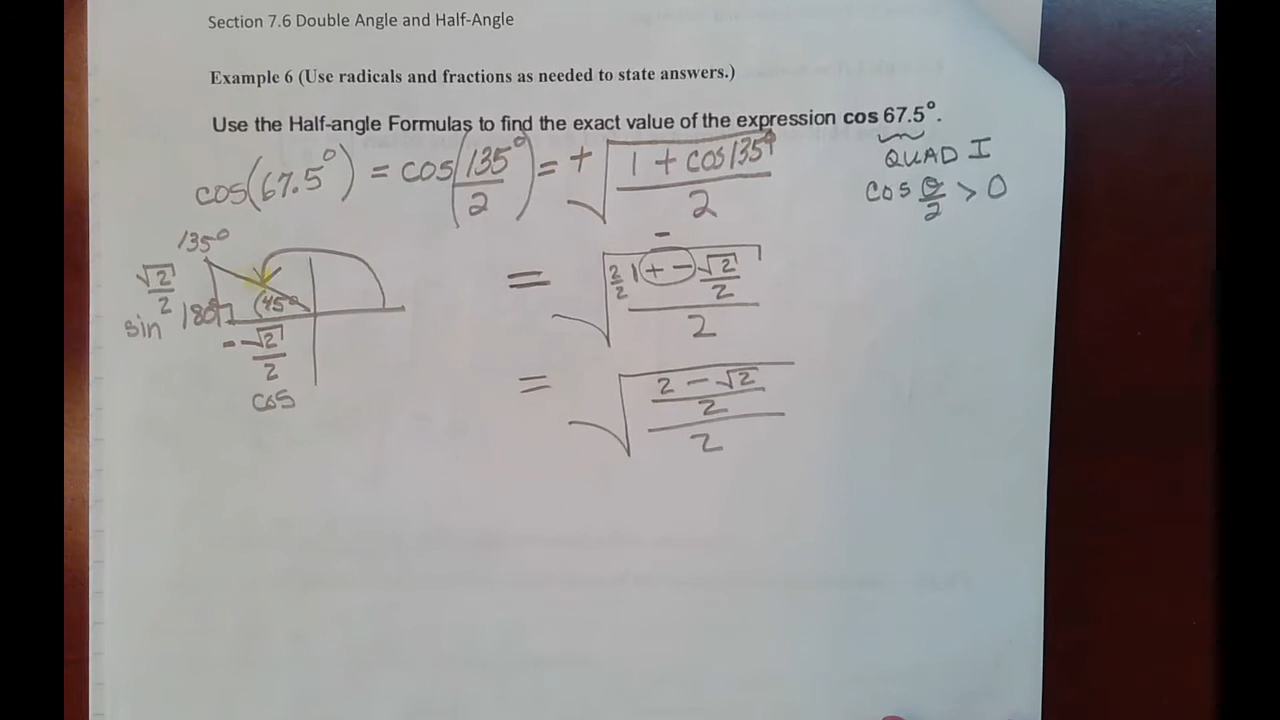 Section 7.6 Double Angle and Half-Angle
Example 6 (Use radicals and fractions as needed to state answers.)
Use the Half-angle Formulas to find the exact value of the expression cos 67.5°.
cos(67.5°) = cos(135°/2) = +√((1 + cos135°)/2)
QUAD I
cos θ/2 > 0
135°
√2/2
sin
180°
45°
-√2/2
cos
-
= √((2/2 1 + - √2/2)/2)
= √(((2 - √2)/2)/2)